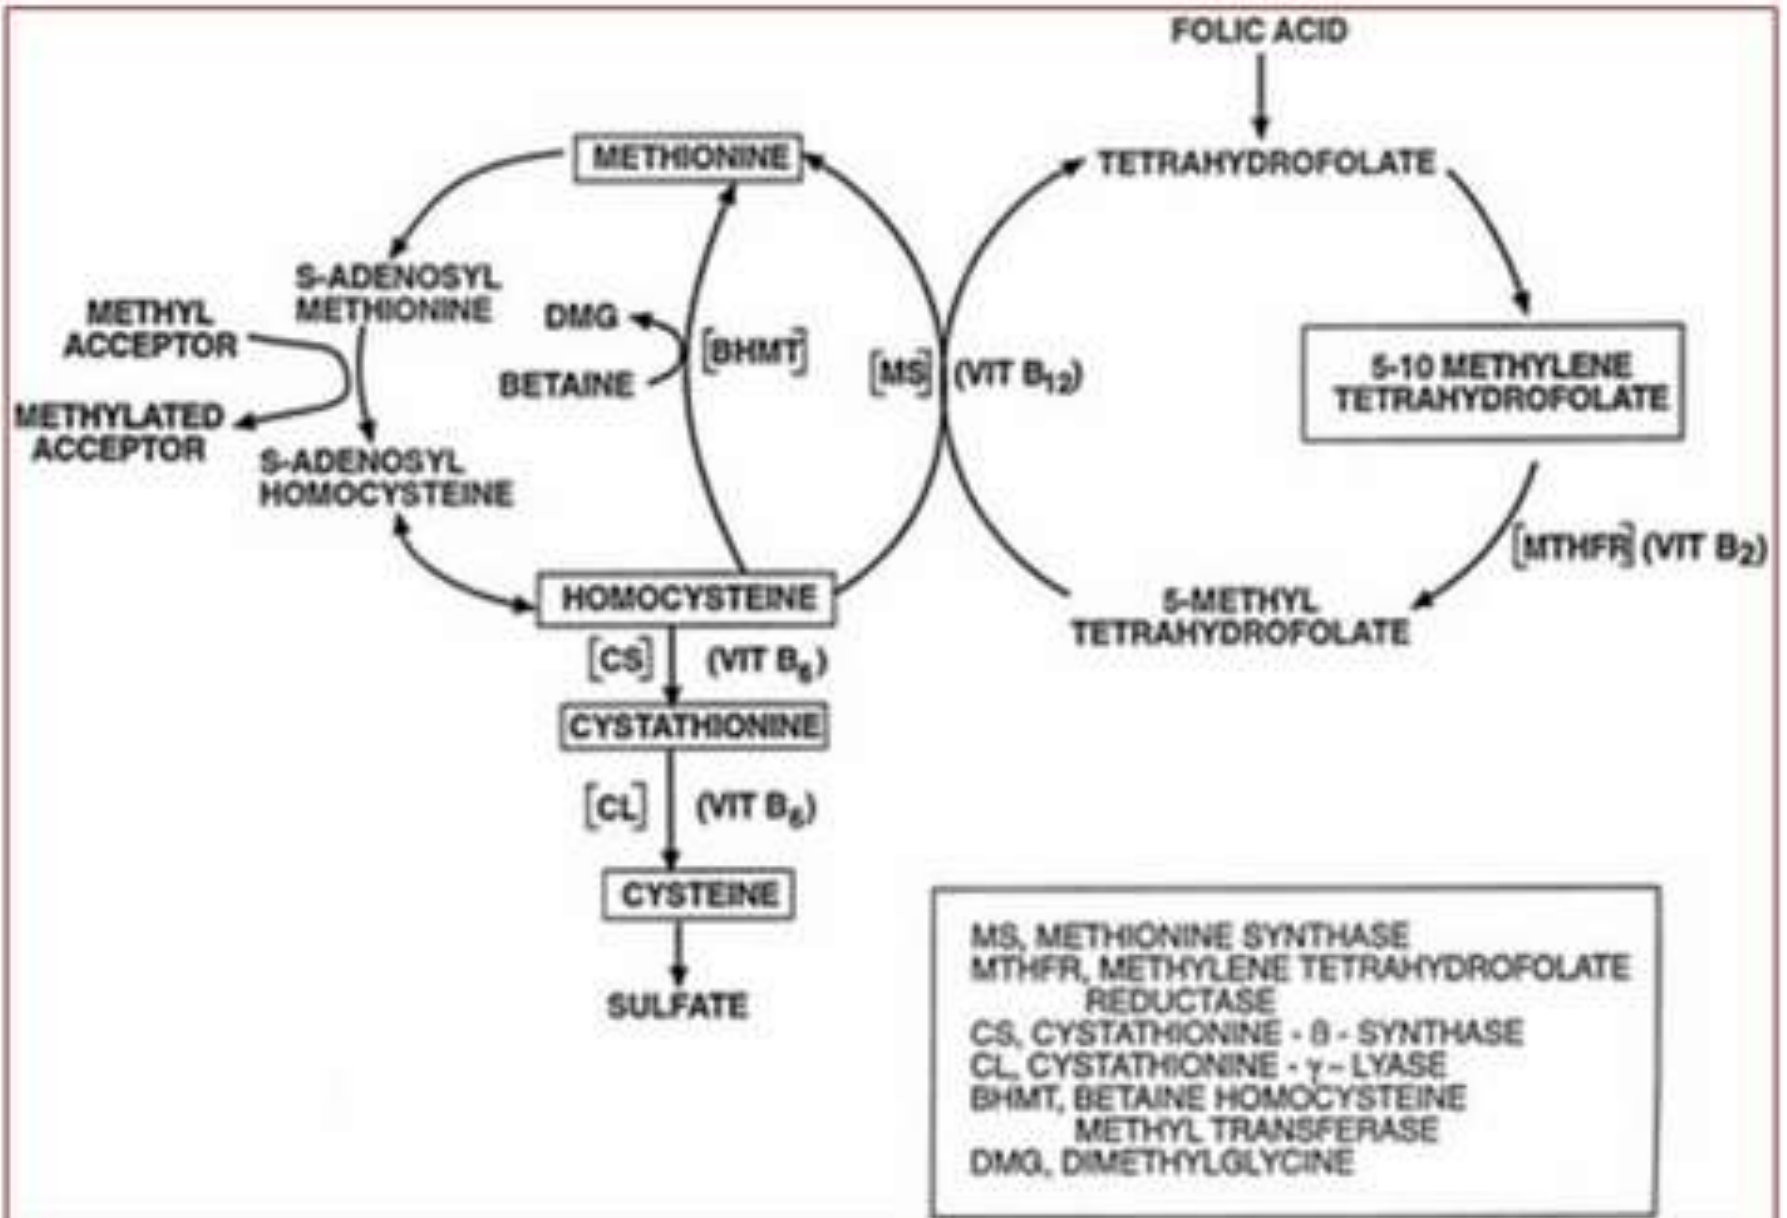 FOLIC ACID
METHIONINE
TETRAHYDROFOLATE
S-ADENOSYL
METHIONINE
METHYL
ACCEPTOR
DMG
[BHMT]
BETAINE
[MS] (VIT B12)
5-10 METHYLENE
TETRAHYDROFOLATE
METHYLATED
ACCEPTOR
S-ADENOSYL
HOMOCYSTEINE
[MTHFR] (VIT B2)
HOMOCYSTEINE
5-METHYL
TETRAHYDROFOLATE
[CS] (VIT B6)
CYSTATHIONINE
[CL] (VIT B6)
CYSTEINE
SULFATE
MS, METHIONINE SYNTHASE
MTHFR, METHYLENE TETRAHYDROFOLATE
REDUCTASE
CS, CYSTATHIONINE - β - SYNTHASE
CL, CYSTATHIONINE - γ - LYASE
BHMT, BETAINE HOMOCYSTEINE
METHYL TRANSFERASE
DMG, DIMETHYLGLYCINE